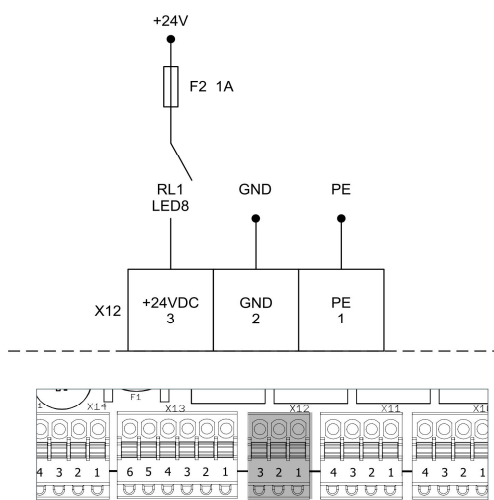 +24V
F2 1A
RL1 GND PE
LED8
X12 +24VDC GND PE
3 2 1
F1
X14 X13 X12 X11
4 3 2 1 6 5 4 3 2 1 3 2 1 4 3 2 1 4 3 2 1